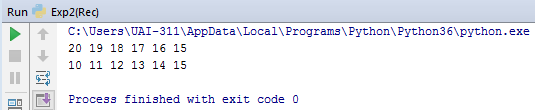 Run Exp2(Rec)
C:\Users\UAI-311\AppData\Local\Programs\Python\Python36\python.exe
20 19 18 17 16 15
10 11 12 13 14 15
Process finished with exit code 0